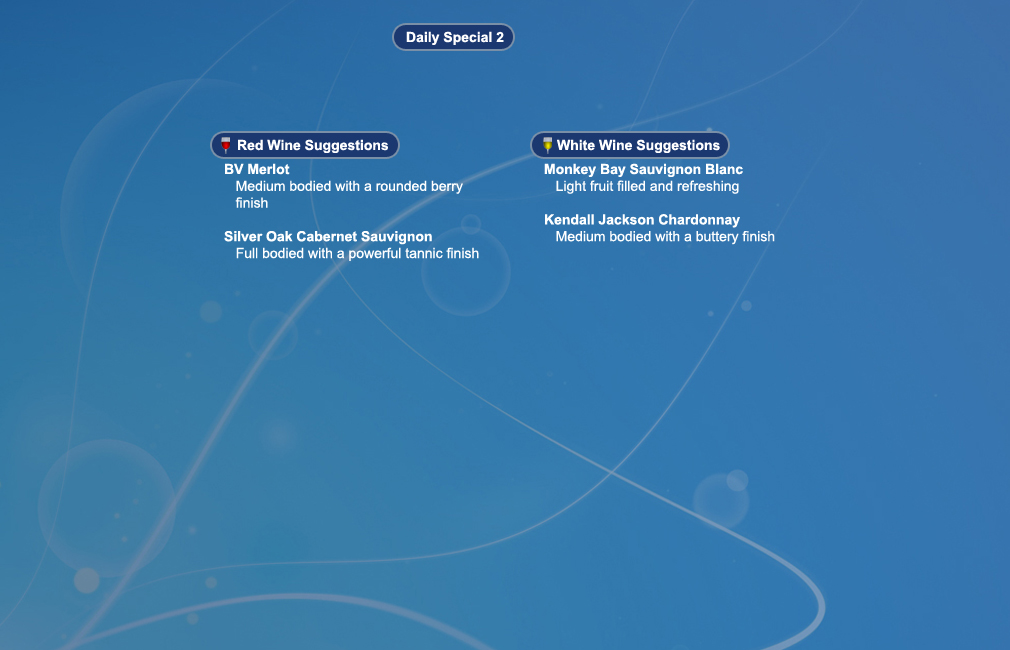 Daily Special 2
Red Wine Suggestions
BV Merlot
Medium bodied with a rounded berry
finish
Silver Oak Cabernet Sauvignon
Full bodied with a powerful tannic finish
White Wine Suggestions
Monkey Bay Sauvignon Blanc
Light fruit filled and refreshing
Kendall Jackson Chardonnay
Medium bodied with a buttery finish